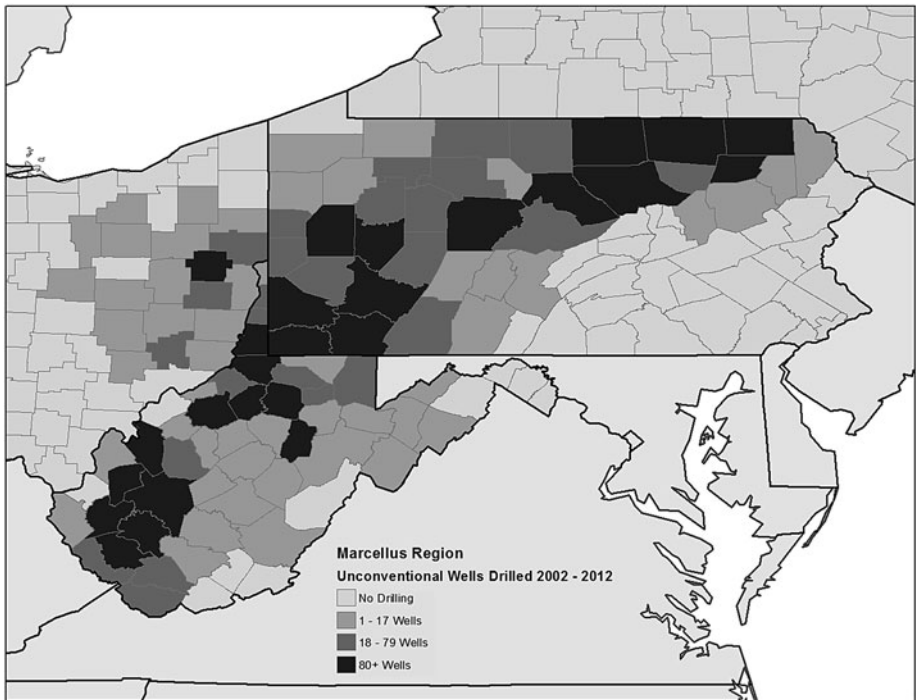 Marcellus Region
Unconventional Wells Drilled 2002 - 2012
No Drilling
1 - 17 Wells
18 - 79 Wells
80+ Wells